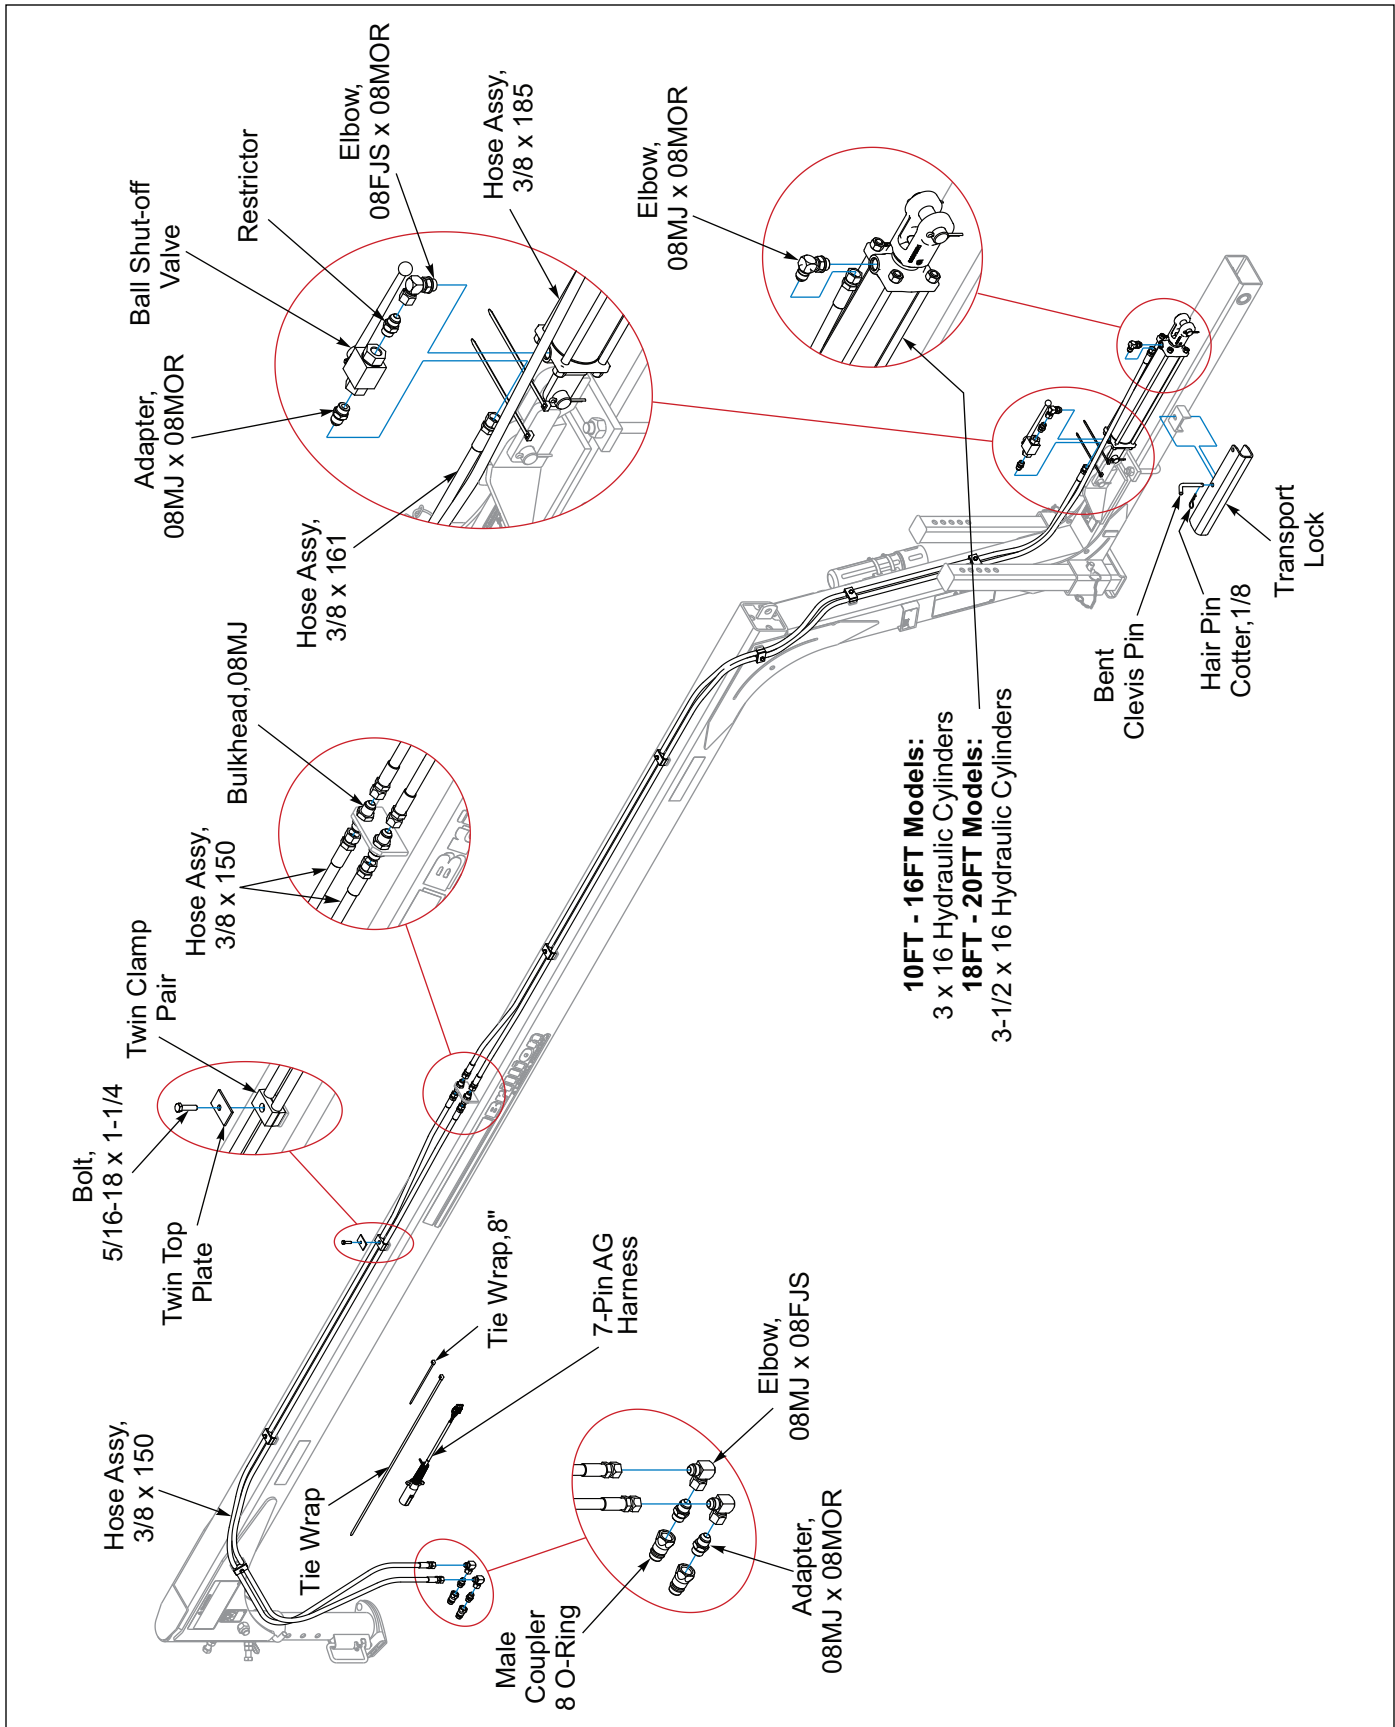 Ball Shut-off
Valve
Restrictor
Elbow,
08FJS x 08MOR
Hose Assy,
3/8 x 185
Adapter,
08MJ x 08MOR
Hose Assy,
3/8 x 161
Elbow,
08MJ x 08MOR
Bulkhead,08MJ
Hose Assy,
3/8 x 150
Twin Clamp
Pair
Bolt,
5/16-18 x 1-1/4
Twin Top
Plate
Hose Assy,
3/8 x 150
Bri
Brillion
Tie Wrap,8"
7-Pin AG
Harness
Tie Wrap
Elbow,
08MJ x 08FJS
Adapter,
08MJ x 08MOR
Male
Coupler
8 O-Ring
10FT - 16FT Models:
3 x 16 Hydraulic Cylinders
18FT - 20FT Models:
3-1/2 x 16 Hydraulic Cylinders
Bent
Clevis Pin
Hair Pin
Cotter,1/8
Transport
Lock